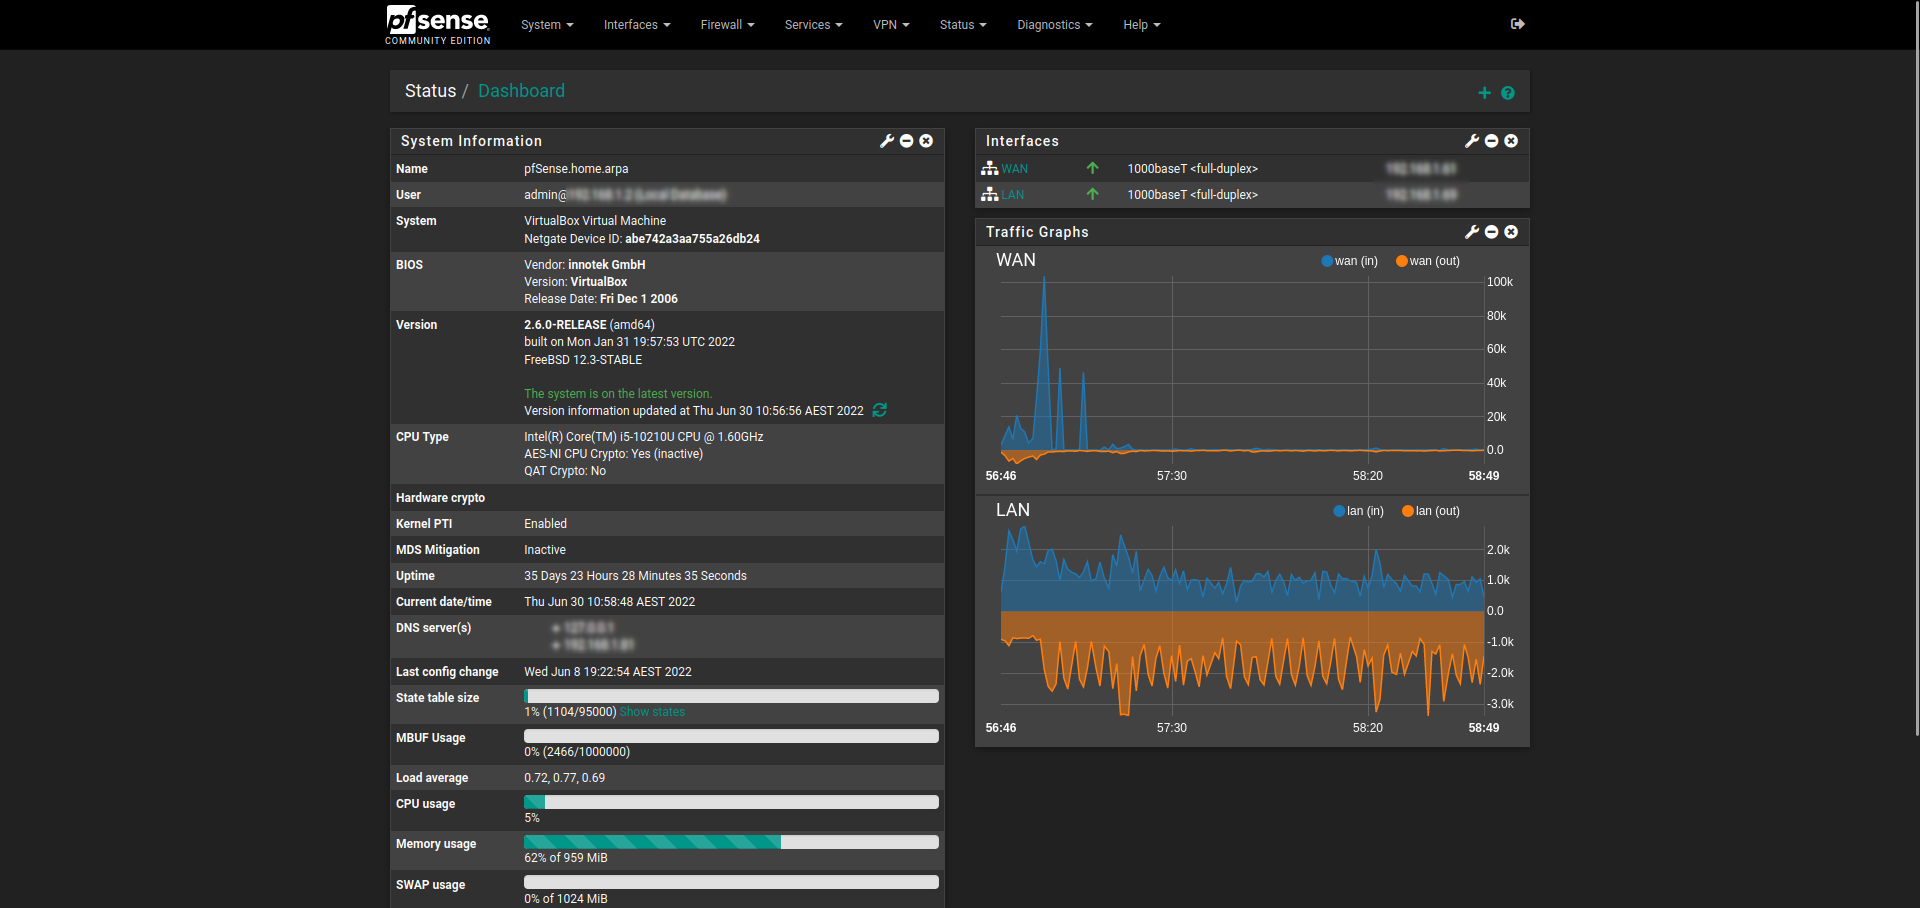 pfsense
COMMUNITY EDITION
System
Interfaces
Firewall
Services
VPN
Status
Diagnostics
Help
Status / Dashboard
System Information
Name pfSense.home.arpa
User admin@
System VirtualBox Virtual Machine
Netgate Device ID: abe742a3aa755a26db24
BIOS Vendor: innotek GmbH
Version: VirtualBox
Release Date: Fri Dec 1 2006
Version 2.6.0-RELEASE (amd64)
built on Mon Jan 31 19:57:53 UTC 2022
FreeBSD 12.3-STABLE
The system is on the latest version.
Version information updated at Thu Jun 30 10:56:56 AEST 2022
CPU Type Intel(R) Core(TM) i5-10210U CPU @ 1.60GHz
AES-NI CPU Crypto: Yes (inactive)
QAT Crypto: No
Hardware crypto
Kernel PTI Enabled
MDS Mitigation Inactive
Uptime 35 Days 23 Hours 28 Minutes 35 Seconds
Current date/time Thu Jun 30 10:58:48 AEST 2022
DNS server(s)
Last config change Wed Jun 8 19:22:54 AEST 2022
State table size
1% (1104/95000) Show states
MBUF Usage
0% (2466/1000000)
Load average 0.72, 0.77, 0.69
CPU usage
5%
Memory usage
62% of 959 MiB
SWAP usage
0% of 1024 MiB
Interfaces
WAN 1000baseT <full-duplex>
LAN 1000baseT <full-duplex>
Traffic Graphs
WAN wan (in) wan (out)
100k
80k
60k
40k
20k
0.0
56:46 57:30 58:20 58:49
LAN lan (in) lan (out)
2.0k
1.0k
0.0
-1.0k
-2.0k
-3.0k
56:46 57:30 58:20 58:49